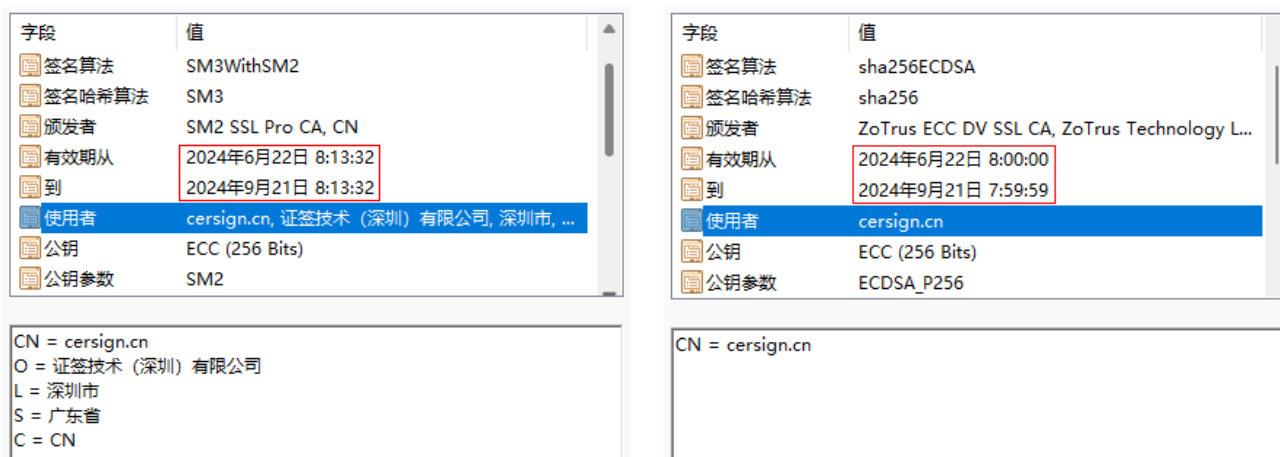 字段 值
签名算法 SM3WithSM2
签名哈希算法 SM3
颁发者 SM2 SSL Pro CA, CN
有效期从 2024年6月22日 8:13:32
到 2024年9月21日 8:13:32
使用者 cersign.cn, 证签技术（深圳）有限公司, 深圳市, ...
公钥 ECC (256 Bits)
公钥参数 SM2
CN = cersign.cn
O = 证签技术（深圳）有限公司
L = 深圳市
S = 广东省
C = CN
字段 值
签名算法 sha256ECDSA
签名哈希算法 sha256
颁发者 ZoTrus ECC DV SSL CA, ZoTrus Technology L...
有效期从 2024年6月22日 8:00:00
到 2024年9月21日 7:59:59
使用者 cersign.cn
公钥 ECC (256 Bits)
公钥参数 ECDSA_P256
CN = cersign.cn